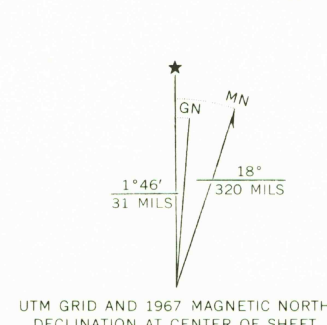 MN
GN
1°46′
31 MILS
18°
320 MILS
UTM GRID AND 1967 MAGNETIC NORTH
DECLINATION AT CENTER OF SHEET